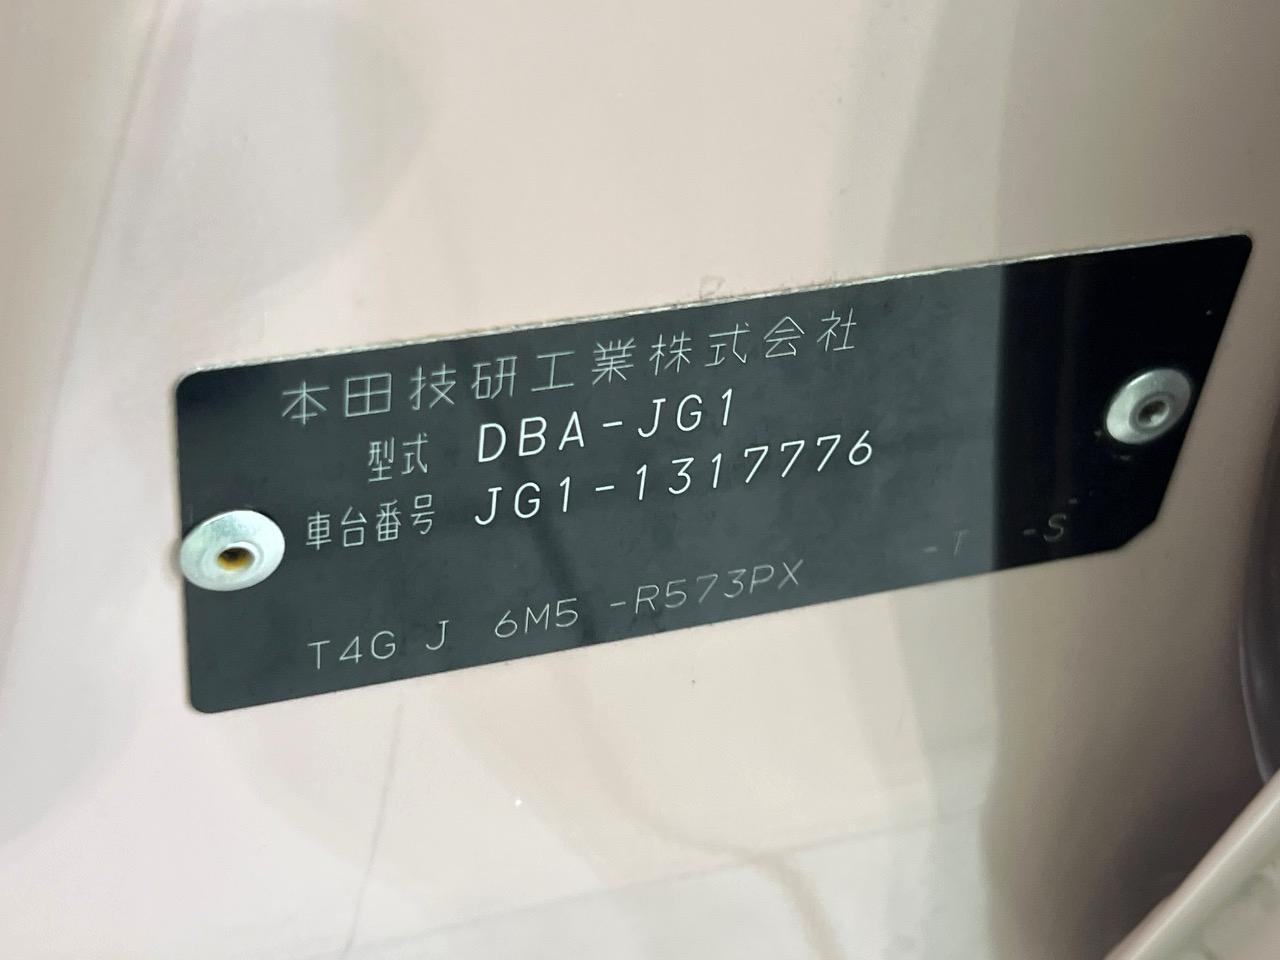 本田技研工業株式会社
型式 DBA-JG1
車台番号 JG1-1317776
T4G J 6M5 -R573PX -T -S